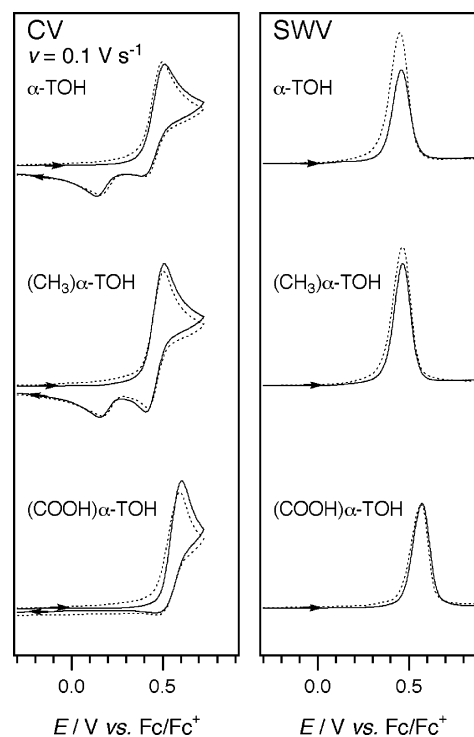 CV
ν = 0.1 V s⁻¹
α-TOH
(CH₃)α-TOH
(COOH)α-TOH
0.0 0.5
E / V vs. Fc/Fc⁺
SWV
α-TOH
(CH₃)α-TOH
(COOH)α-TOH
0.0 0.5
E / V vs. Fc/Fc⁺